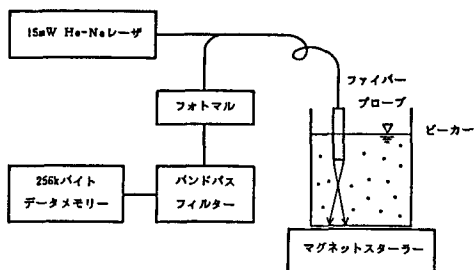 15mW He-Neレーザ
ファイバー
プローブ
フォトマル
ビーカー
256kバイト
データメモリー
バンドパス
フィルター
マグネットスターラー